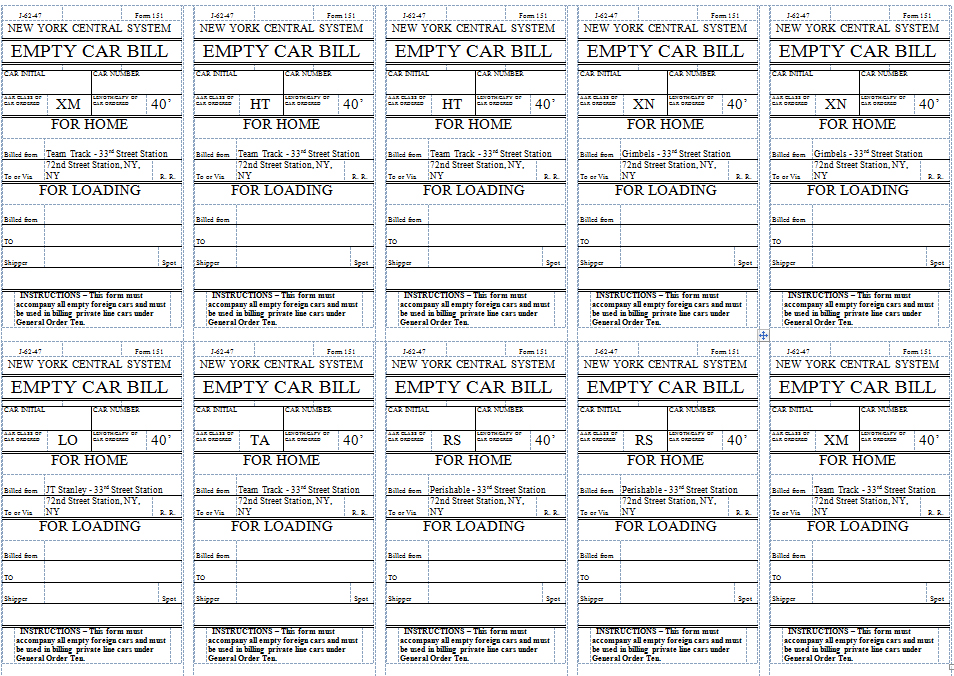 J-62-47 Form 151
NEW YORK CENTRAL SYSTEM
EMPTY CAR BILL
CAR INITIAL CAR NUMBER
AAR CLASS OF CAR ORDERED XM LENGTH/CAPY OF CAR ORDERED 40’
FOR HOME
Billed from Team Track - 33rd Street Station
72nd Street Station, NY,
To or Via NY R. R.
FOR LOADING
Billed from
TO
Shipper Spot
INSTRUCTIONS – This form must
accompany all empty foreign cars and must
be used in billing private line cars under
General Order Ten.
J-62-47 Form 151
NEW YORK CENTRAL SYSTEM
EMPTY CAR BILL
CAR INITIAL CAR NUMBER
AAR CLASS OF CAR ORDERED HT LENGTH/CAPY OF CAR ORDERED 40’
FOR HOME
Billed from Team Track - 33rd Street Station
72nd Street Station, NY,
To or Via NY R. R.
FOR LOADING
Billed from
TO
Shipper Spot
INSTRUCTIONS – This form must
accompany all empty foreign cars and must
be used in billing private line cars under
General Order Ten.
J-62-47 Form 151
NEW YORK CENTRAL SYSTEM
EMPTY CAR BILL
CAR INITIAL CAR NUMBER
AAR CLASS OF CAR ORDERED HT LENGTH/CAPY OF CAR ORDERED 40’
FOR HOME
Billed from Team Track - 33rd Street Station
72nd Street Station, NY,
To or Via NY R. R.
FOR LOADING
Billed from
TO
Shipper Spot
INSTRUCTIONS – This form must
accompany all empty foreign cars and must
be used in billing private line cars under
General Order Ten.
J-62-47 Form 151
NEW YORK CENTRAL SYSTEM
EMPTY CAR BILL
CAR INITIAL CAR NUMBER
AAR CLASS OF CAR ORDERED XN LENGTH/CAPY OF CAR ORDERED 40’
FOR HOME
Billed from Gimbels - 33rd Street Station
72nd Street Station, NY,
To or Via NY R. R.
FOR LOADING
Billed from
TO
Shipper Spot
INSTRUCTIONS – This form must
accompany all empty foreign cars and must
be used in billing private line cars under
General Order Ten.
J-62-47 Form 151
NEW YORK CENTRAL SYSTEM
EMPTY CAR BILL
CAR INITIAL CAR NUMBER
AAR CLASS OF CAR ORDERED XN LENGTH/CAPY OF CAR ORDERED 40’
FOR HOME
Billed from Gimbels - 33rd Street Station
72nd Street Station, NY,
To or Via NY R. R.
FOR LOADING
Billed from
TO
Shipper Spot
INSTRUCTIONS – This form must
accompany all empty foreign cars and must
be used in billing private line cars under
General Order Ten.
J-62-47 Form 151
NEW YORK CENTRAL SYSTEM
EMPTY CAR BILL
CAR INITIAL CAR NUMBER
AAR CLASS OF CAR ORDERED LO LENGTH/CAPY OF CAR ORDERED 40’
FOR HOME
Billed from JT Stanley - 33rd Street Station
72nd Street Station, NY,
To or Via NY R. R.
FOR LOADING
Billed from
TO
Shipper Spot
INSTRUCTIONS – This form must
accompany all empty foreign cars and must
be used in billing private line cars under
General Order Ten.
J-62-47 Form 151
NEW YORK CENTRAL SYSTEM
EMPTY CAR BILL
CAR INITIAL CAR NUMBER
AAR CLASS OF CAR ORDERED TA LENGTH/CAPY OF CAR ORDERED 40’
FOR HOME
Billed from Team Track - 33rd Street Station
72nd Street Station, NY,
To or Via NY R. R.
FOR LOADING
Billed from
TO
Shipper Spot
INSTRUCTIONS – This form must
accompany all empty foreign cars and must
be used in billing private line cars under
General Order Ten.
J-62-47 Form 151
NEW YORK CENTRAL SYSTEM
EMPTY CAR BILL
CAR INITIAL CAR NUMBER
AAR CLASS OF CAR ORDERED RS LENGTH/CAPY OF CAR ORDERED 40’
FOR HOME
Billed from Perishable - 33rd Street Station
72nd Street Station, NY,
To or Via NY R. R.
FOR LOADING
Billed from
TO
Shipper Spot
INSTRUCTIONS – This form must
accompany all empty foreign cars and must
be used in billing private line cars under
General Order Ten.
J-62-47 Form 151
NEW YORK CENTRAL SYSTEM
EMPTY CAR BILL
CAR INITIAL CAR NUMBER
AAR CLASS OF CAR ORDERED RS LENGTH/CAPY OF CAR ORDERED 40’
FOR HOME
Billed from Perishable - 33rd Street Station
72nd Street Station, NY,
To or Via NY R. R.
FOR LOADING
Billed from
TO
Shipper Spot
INSTRUCTIONS – This form must
accompany all empty foreign cars and must
be used in billing private line cars under
General Order Ten.
J-62-47 Form 151
NEW YORK CENTRAL SYSTEM
EMPTY CAR BILL
CAR INITIAL CAR NUMBER
AAR CLASS OF CAR ORDERED XM LENGTH/CAPY OF CAR ORDERED 40’
FOR HOME
Billed from Team Track - 33rd Street Station
72nd Street Station, NY,
To or Via NY R. R.
FOR LOADING
Billed from
TO
Shipper Spot
INSTRUCTIONS – This form must
accompany all empty foreign cars and must
be used in billing private line cars under
General Order Ten.